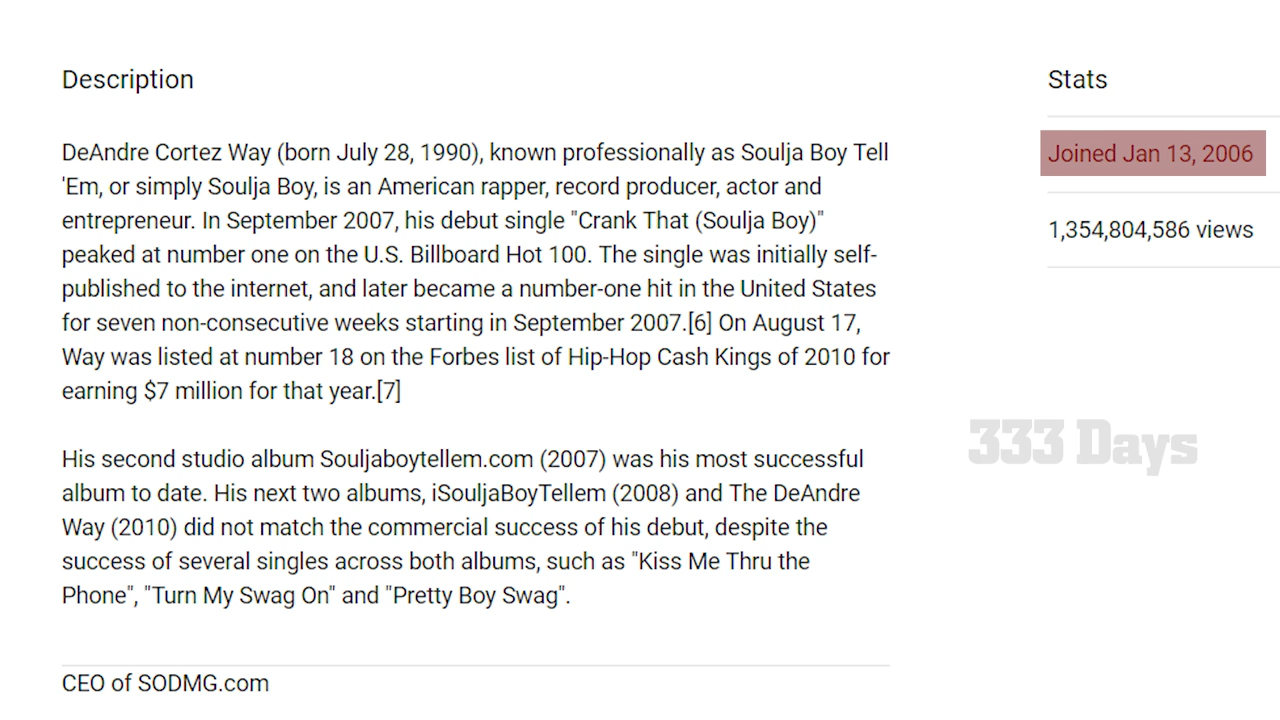 Description
DeAndre Cortez Way (born July 28, 1990), known professionally as Soulja Boy Tell
'Em, or simply Soulja Boy, is an American rapper, record producer, actor and
entrepreneur. In September 2007, his debut single "Crank That (Soulja Boy)"
peaked at number one on the U.S. Billboard Hot 100. The single was initially self-
published to the internet, and later became a number-one hit in the United States
for seven non-consecutive weeks starting in September 2007.[6] On August 17,
Way was listed at number 18 on the Forbes list of Hip-Hop Cash Kings of 2010 for
earning $7 million for that year.[7]
His second studio album Souljaboytellem.com (2007) was his most successful
album to date. His next two albums, iSouljaBoyTellem (2008) and The DeAndre
Way (2010) did not match the commercial success of his debut, despite the
success of several singles across both albums, such as "Kiss Me Thru the
Phone", "Turn My Swag On" and "Pretty Boy Swag".
CEO of SODMG.com
Stats
Joined Jan 13, 2006
1,354,804,586 views
333 Days